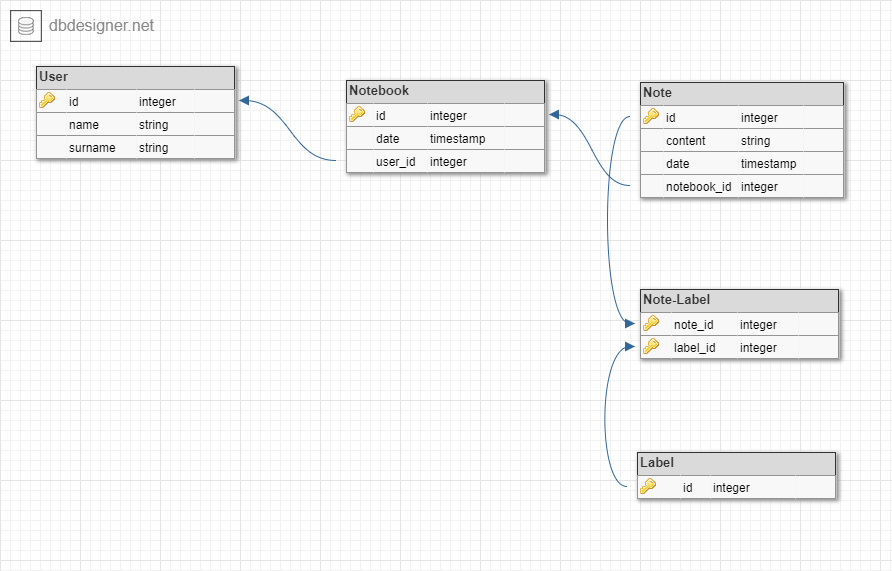 dbdesigner.net
User
id integer
name string
surname string
Notebook
id integer
date timestamp
user_id integer
Note
id integer
content string
date timestamp
notebook_id integer
Note-Label
note_id integer
label_id integer
Label
id integer